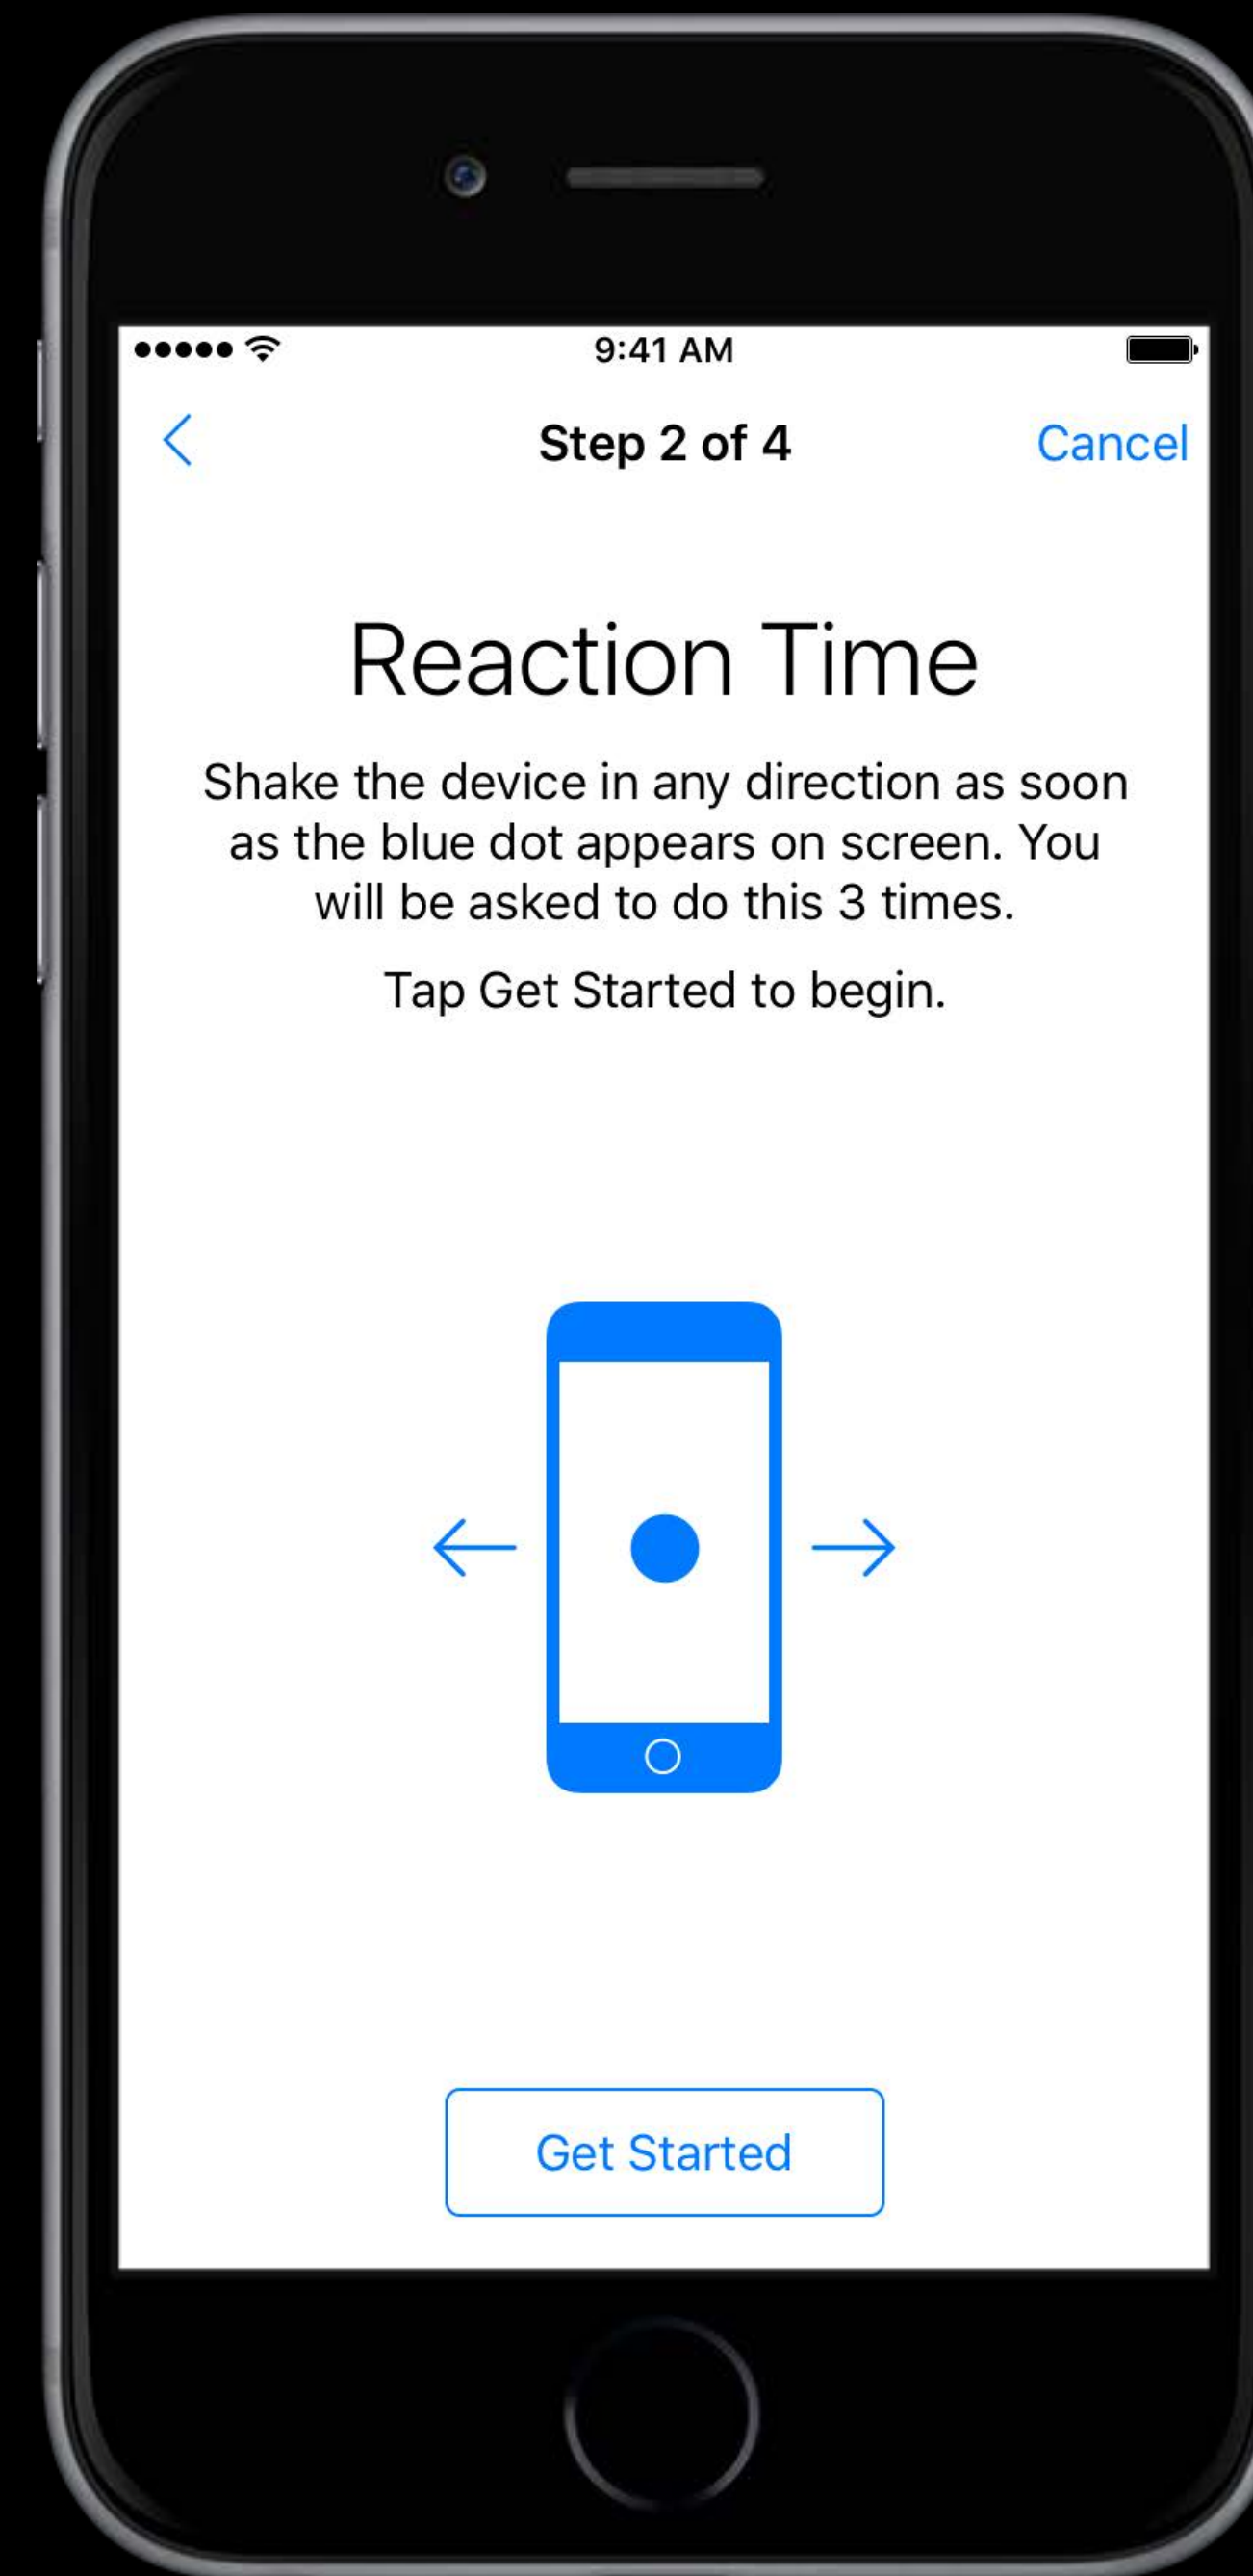 9:41 AM
Step 2 of 4
Cancel
Reaction Time
Shake the device in any direction as soon
as the blue dot appears on screen. You
will be asked to do this 3 times.
Tap Get Started to begin.
Get Started